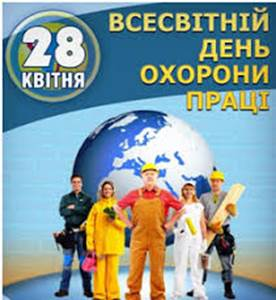 28
КВІТНЯ
ВСЕСВІТНІЙ
ДЕНЬ
ОХОРОНИ
ПРАЦІ